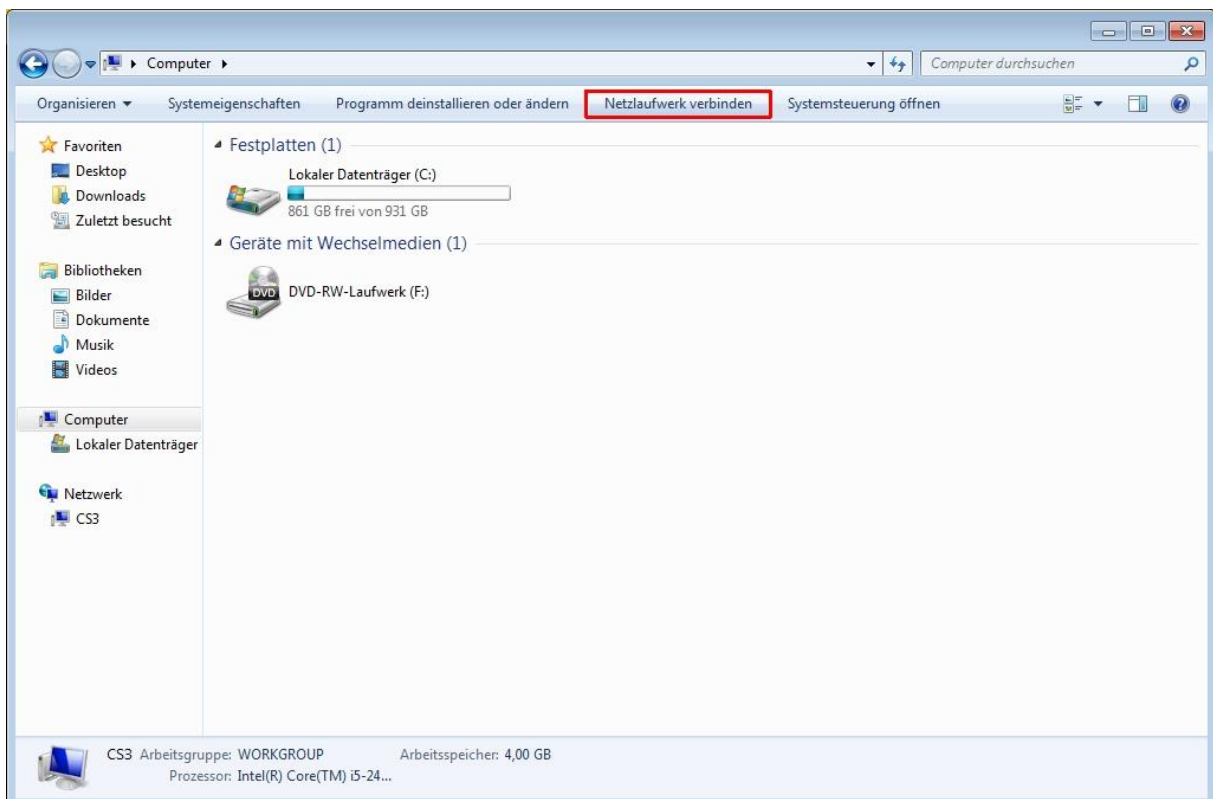 Computer
Computer durchsuchen
Organisieren Systemeigenschaften Programm deinstallieren oder ändern Netzlaufwerk verbinden Systemsteuerung öffnen
Favoriten
Desktop
Downloads
Zuletzt besucht
Bibliotheken
Bilder
Dokumente
Musik
Videos
Computer
Lokaler Datenträger
Netzwerk
CS3
Festplatten (1)
Lokaler Datenträger (C:)
861 GB frei von 931 GB
Geräte mit Wechselmedien (1)
DVD
DVD-RW-Laufwerk (F:)
CS3 Arbeitsgruppe: WORKGROUP Arbeitsspeicher: 4,00 GB
Prozessor: Intel(R) Core(TM) i5-24...